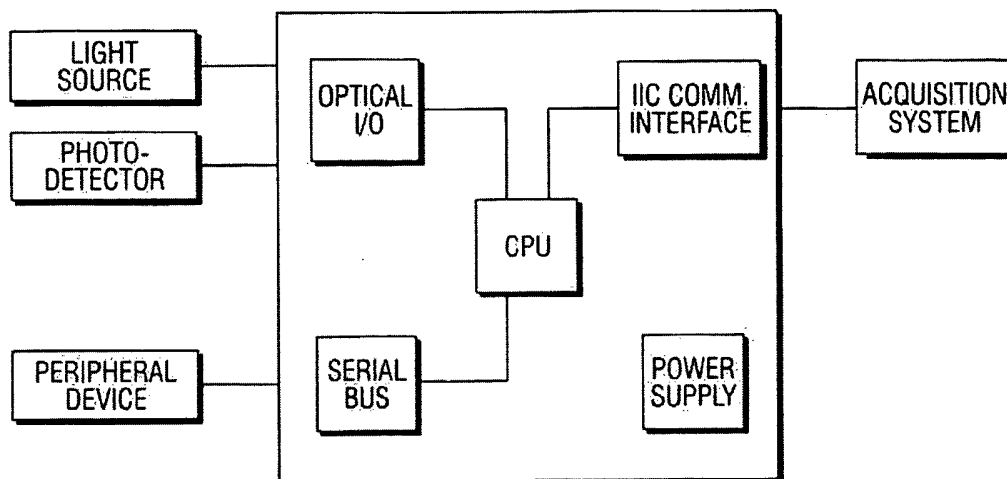 LIGHT
SOURCE
PHOTO-
DETECTOR
PERIPHERAL
DEVICE
OPTICAL
I/O
SERIAL
BUS
CPU
IIC COMM.
INTERFACE
POWER
SUPPLY
ACQUISITION
SYSTEM